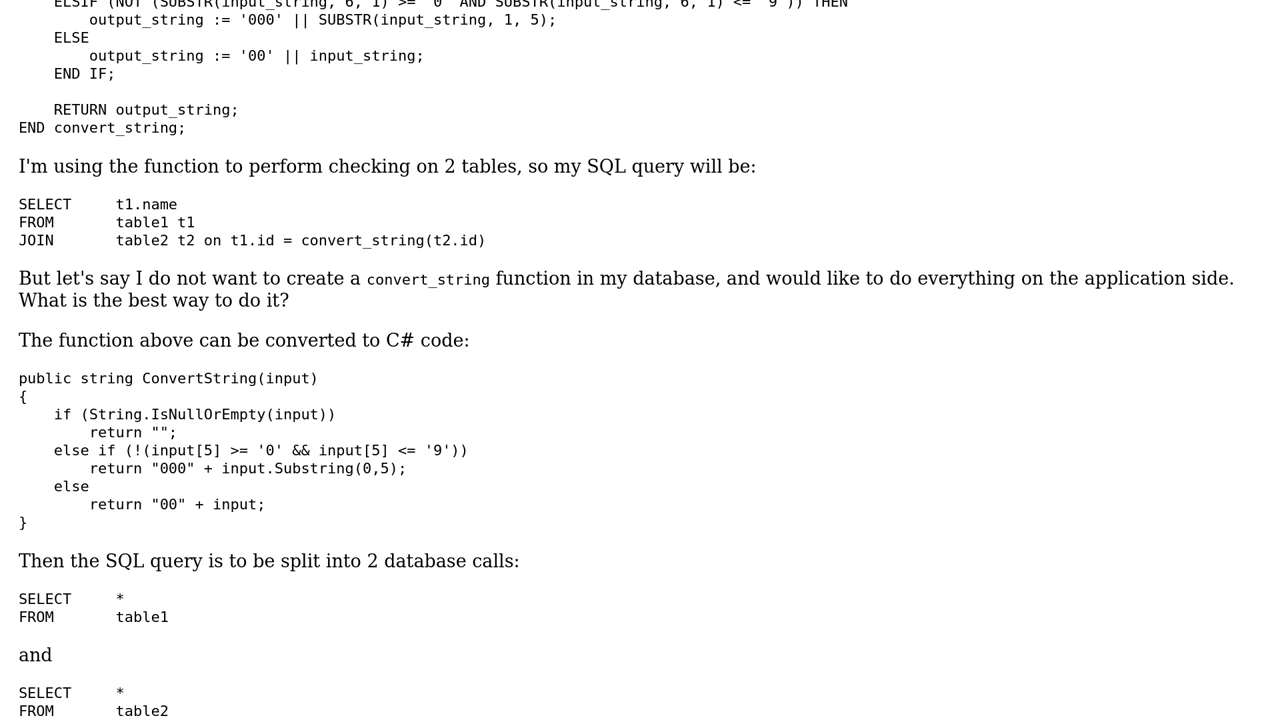 ELSIF (NOT (SUBSTR(input_string, 6, 1) >= '0' AND SUBSTR(input_string, 6, 1) <= '9')) THEN
        output_string := '000' || SUBSTR(input_string, 1, 5);
    ELSE
        output_string := '00' || input_string;
    END IF;

    RETURN output_string;
END convert_string;
I'm using the function to perform checking on 2 tables, so my SQL query will be:
SELECT     t1.name
FROM       table1 t1
JOIN       table2 t2 on t1.id = convert_string(t2.id)
But let's say I do not want to create a convert_string function in my database, and would like to do everything on the application side.
What is the best way to do it?
The function above can be converted to C# code:
public string ConvertString(input)
{
    if (String.IsNullOrEmpty(input))
        return "";
    else if (!(input[5] >= '0' && input[5] <= '9'))
        return "000" + input.Substring(0,5);
    else
        return "00" + input;
}
Then the SQL query is to be split into 2 database calls:
SELECT     *
FROM       table1
and
SELECT     *
FROM       table2